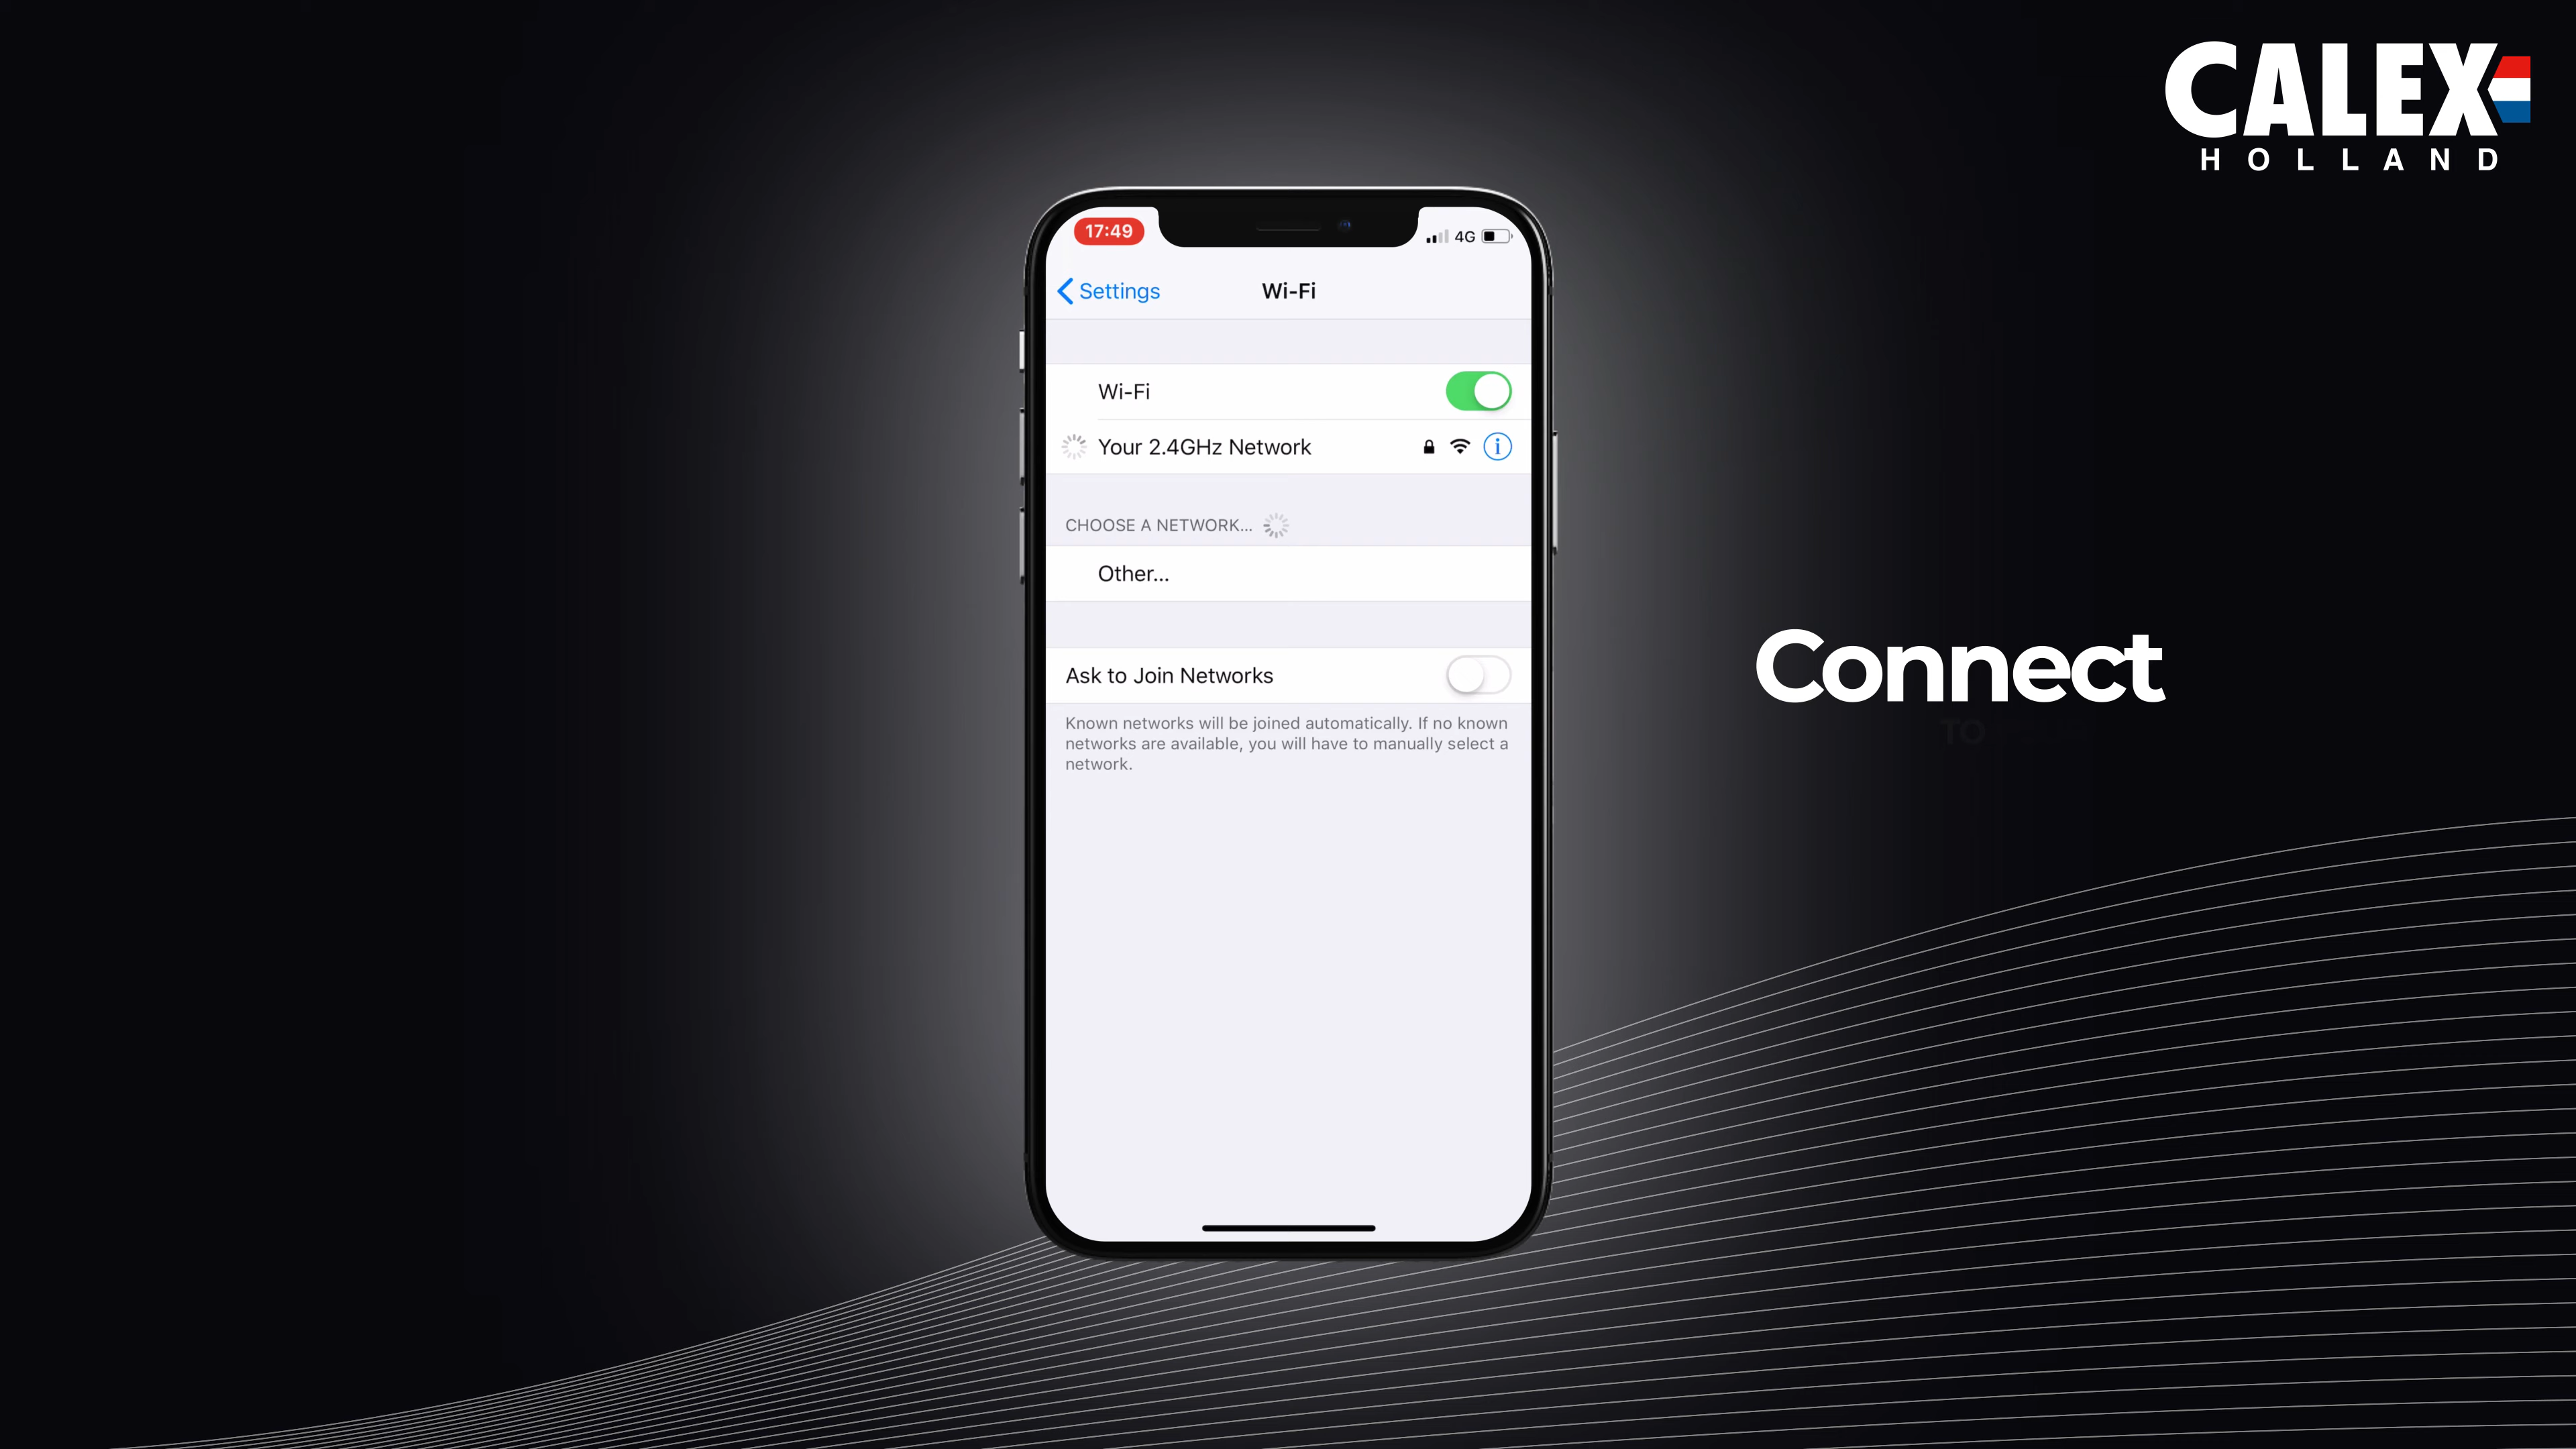 CALEX
HOLLAND
17:49
4G
Settings
Wi-Fi
Wi-Fi
Your 2.4GHz Network
CHOOSE A NETWORK...
Other...
Ask to Join Networks
Known networks will be joined automatically. If no known
networks are available, you will have to manually select a
network.
Connect
TO